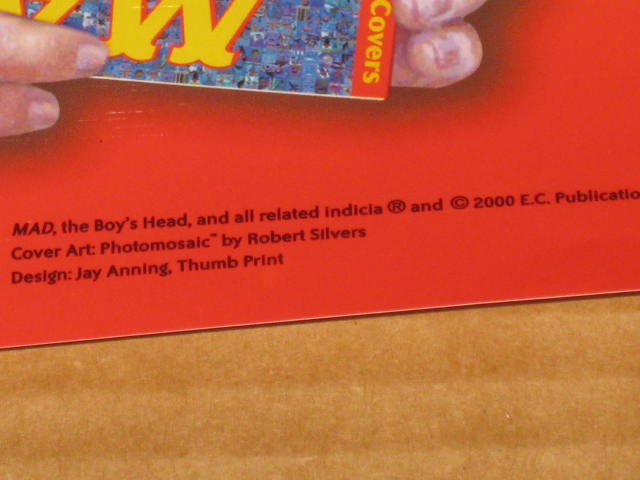 Covers
MAD, the Boy's Head, and all related indicia ® and © 2000 E.C. Publicatio
Cover Art: Photomosaic™ by Robert Silvers
Design: Jay Anning, Thumb Print